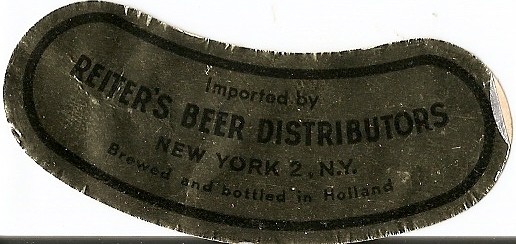 Imported by
REITER'S BEER DISTRIBUTORS
NEW YORK 2, N.Y.
Brewed and bottled in Holland